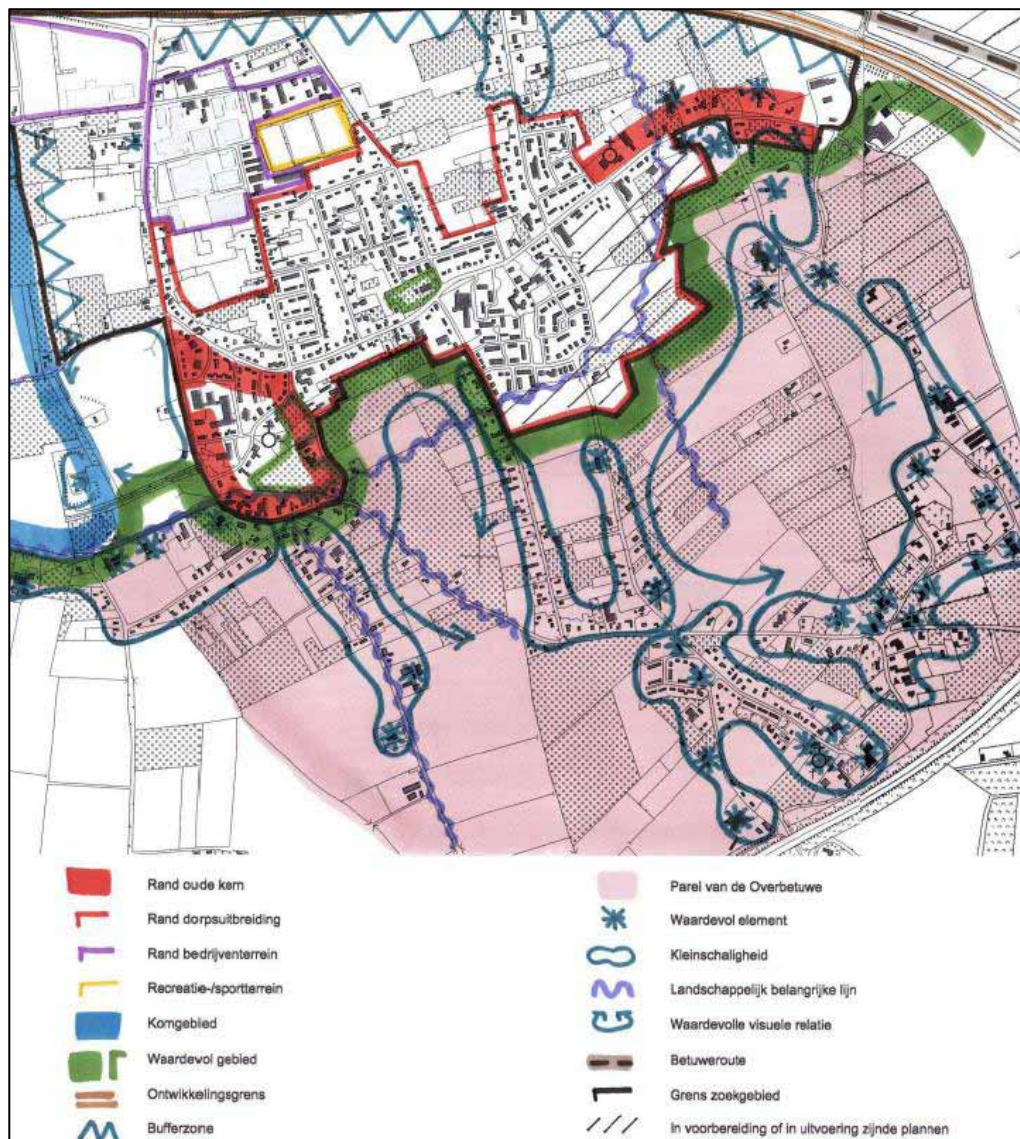 Rand oude kern
Rand dorpsuitbreiding
Rand bedrijventerrein
Recreatie-/sportterrein
Komgebied
Waardevol gebied
Ontwikkelingsgrens
Bufferzone
Parel van de Overbetuwe
Waardevol element
Kleinschaligheid
Landschappelijk belangrijke lijn
Waardevolle visuele relatie
Betuweroute
Grens zoekgebied
In voorbereiding of in uitvoering zijnde plannen